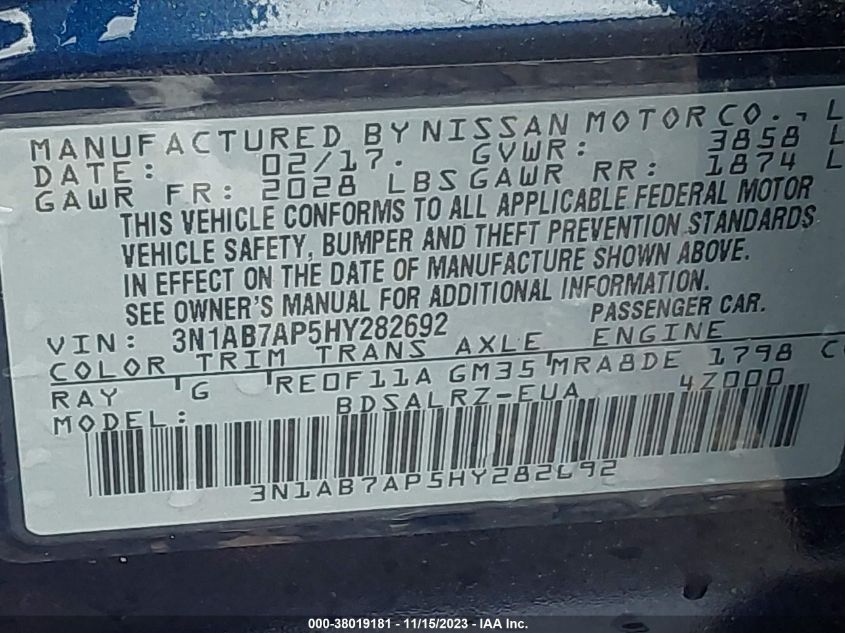 MANUFACTURED BY NISSAN MOTOR CO., L
DATE: 02/17. GVWR: 3858 L
GAWR FR: 2028 LBS GAWR RR: 1874 L
THIS VEHICLE CONFORMS TO ALL APPLICABLE FEDERAL MOTOR
VEHICLE SAFETY, BUMPER AND THEFT PREVENTION STANDARDS
IN EFFECT ON THE DATE OF MANUFACTURE SHOWN ABOVE.
SEE OWNER'S MANUAL FOR ADDITIONAL INFORMATION.
VIN: 3N1AB7AP5HY282692 PASSENGER CAR.
COLOR TRIM TRANS AXLE ENGINE
RAY G RE0F11A GM35 MRA8DE 1798 C
MODEL: BDSALRZ-EUA 4Z000
3N1AB7AP5HY282692
000-38019181 - 11/15/2023 - © IAA Inc.